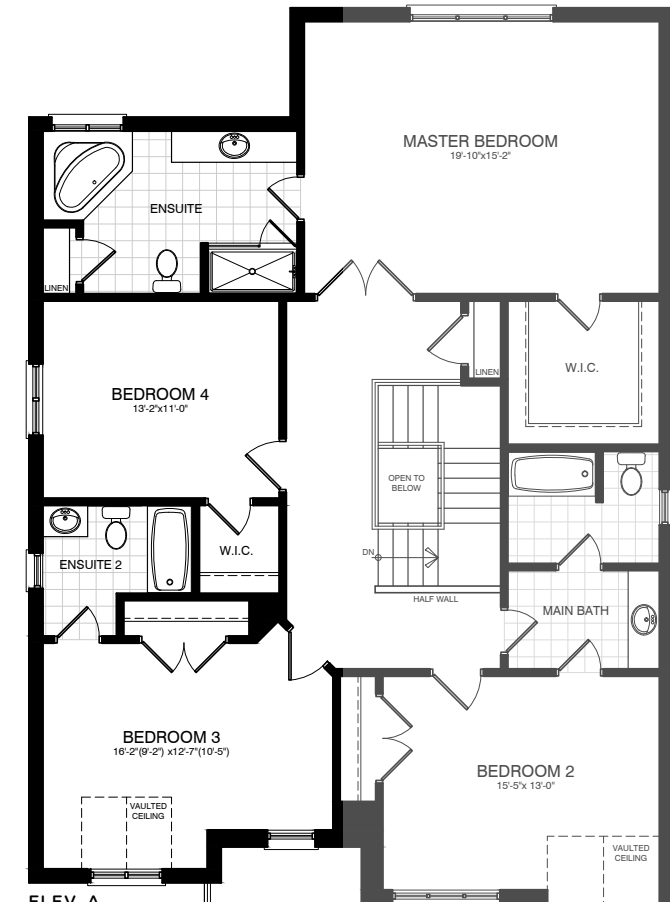 MASTER BEDROOM
19'-10"x15'-2"
ENSUITE
LINEN
BEDROOM 4
13'-2"x11'-0"
LINEN
W.I.C.
OPEN TO
BELOW
DN
HALF WALL
W.I.C.
ENSUITE 2
MAIN BATH
BEDROOM 3
16'-2"(9'-2") x12'-7"(10'-5")
VAULTED
CEILING
BEDROOM 2
15'-5"x 13'-0"
VAULTED
CEILING
ELEV. A